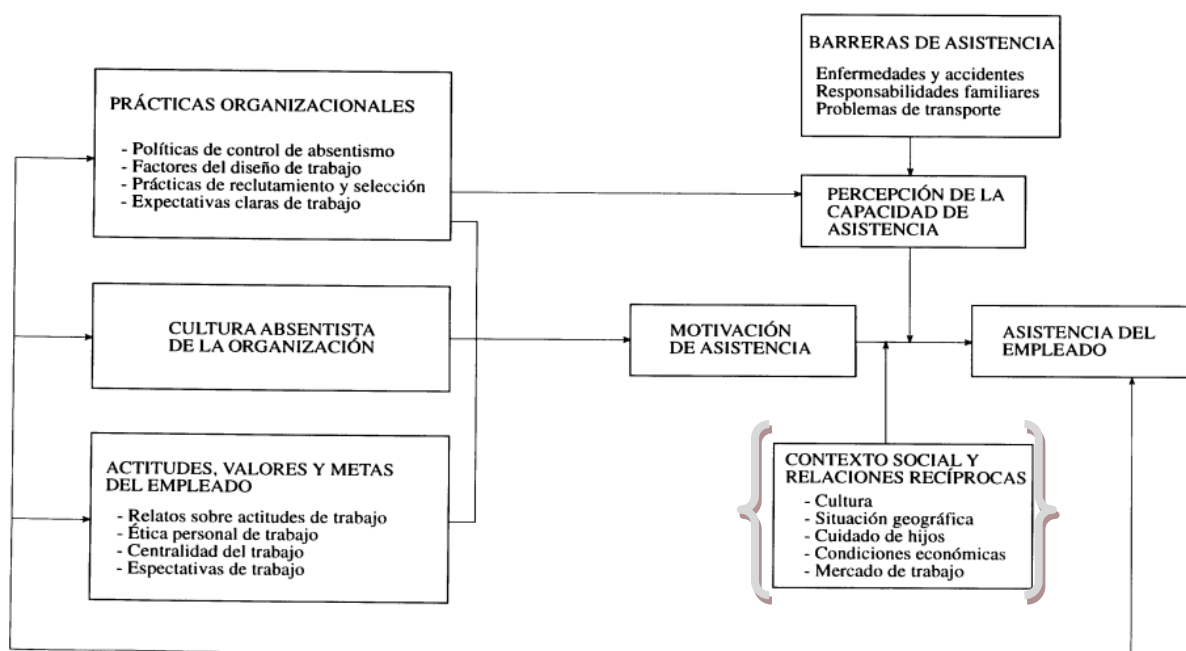 BARRERAS DE ASISTENCIA
Enfermedades y accidentes
Responsabilidades familiares
Problemas de transporte
PRÁCTICAS ORGANIZACIONALES
- Políticas de control de absentismo
- Factores del diseño de trabajo
- Prácticas de reclutamiento y selección
- Expectativas claras de trabajo
PERCEPCIÓN DE LA
CAPACIDAD DE
ASISTENCIA
CULTURA ABSENTISTA
DE LA ORGANIZACIÓN
MOTIVACIÓN
DE ASISTENCIA
ASISTENCIA DEL
EMPLEADO
ACTITUDES, VALORES Y METAS
DEL EMPLEADO
- Relatos sobre actitudes de trabajo
- Ética personal de trabajo
- Centralidad del trabajo
- Espectativas de trabajo
CONTEXTO SOCIAL Y
RELACIONES RECÍPROCAS
- Cultura
- Situación geográfica
- Cuidado de hijos
- Condiciones económicas
- Mercado de trabajo